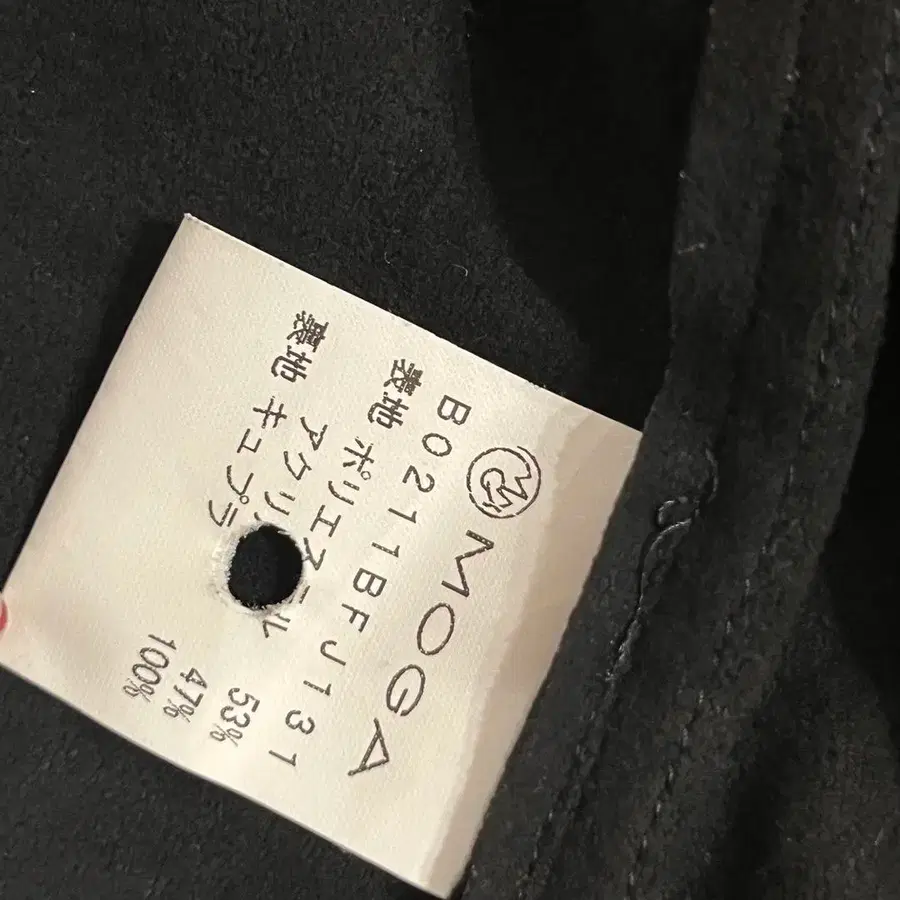 MOGA
B0211BFJ131
表地 ポリエステル 53%
アクリル 47%
裏地 キュプラ 100%